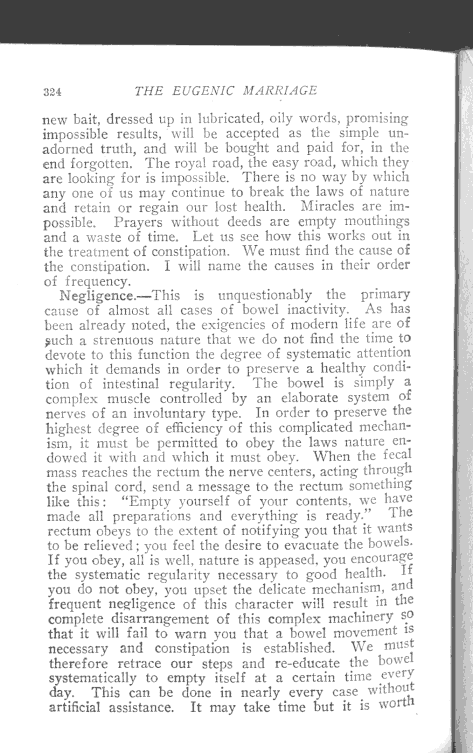 324 THE EUGENIC MARRIAGE
new bait, dressed up in lubricated, oily words, promising
impossible results, will be accepted as the simple un-
adorned truth, and will be bought and paid for, in the
end forgotten. The royal road, the easy road, which they
are looking for is impossible. There is no way by which
any one of us may continue to break the laws of nature
and retain or regain our lost health. Miracles are im-
possible. Prayers without deeds are empty mouthings
and a waste of time. Let us see how this works out in
the treatment of constipation. We must find the cause of
the constipation. I will name the causes in their order
of frequency.
Negligence.—This is unquestionably the primary
cause of almost all cases of bowel inactivity. As has
been already noted, the exigencies of modern life are of
such a strenuous nature that we do not find the time to
devote to this function the degree of systematic attention
which it demands in order to preserve a healthy condi-
tion of intestinal regularity. The bowel is simply a
complex muscle controlled by an elaborate system of
nerves of an involuntary type. In order to preserve the
highest degree of efficiency of this complicated mechan-
ism, it must be permitted to obey the laws nature en-
dowed it with and which it must obey. When the fecal
mass reaches the rectum the nerve centers, acting through
the spinal cord, send a message to the rectum something
like this: "Empty yourself of your contents, we have
made all preparations and everything is ready." The
rectum obeys to the extent of notifying you that it wants
to be relieved; you feel the desire to evacuate the bowels.
If you obey, all is well, nature is appeased, you encourage
the systematic regularity necessary to good health. If
you do not obey, you upset the delicate mechanism, and
frequent negligence of this character will result in the
complete disarrangement of this complex machinery so
that it will fail to warn you that a bowel movement is
necessary and constipation is established. We must
therefore retrace our steps and re-educate the bowel
systematically to empty itself at a certain time every
day. This can be done in nearly every case without
artificial assistance. It may take time but it is worth